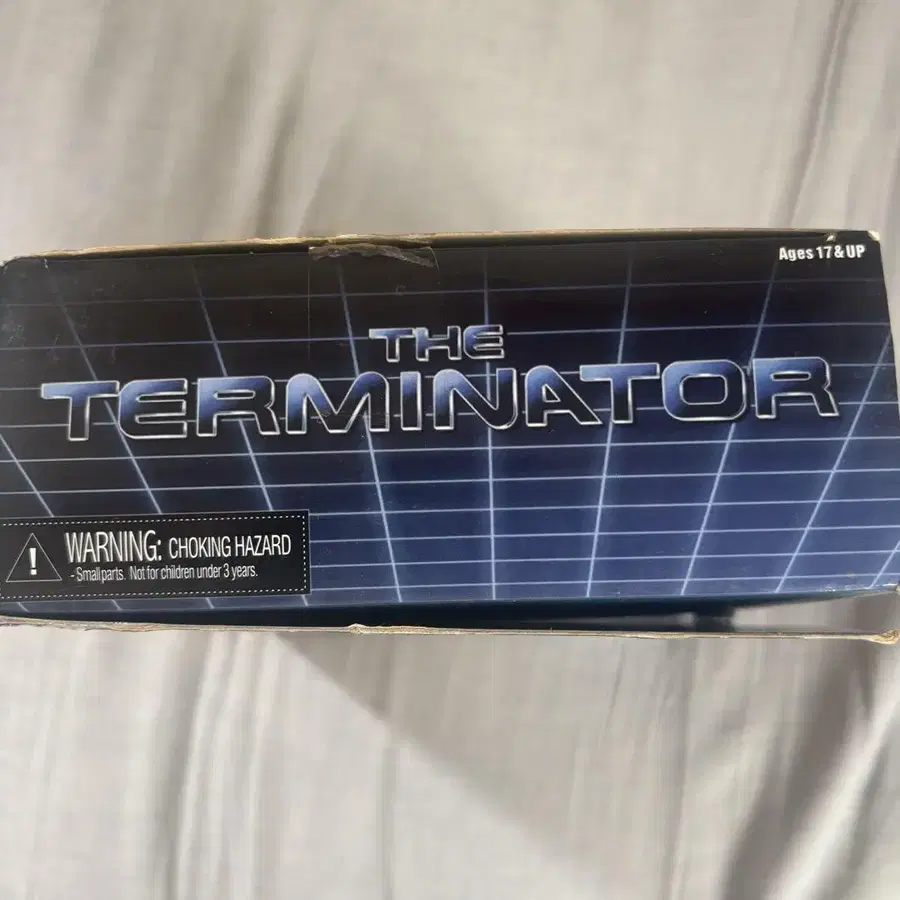 Ages 17 & UP
THE
TERMINATOR
! WARNING: CHOKING HAZARD
- Small parts. Not for children under 3 years.